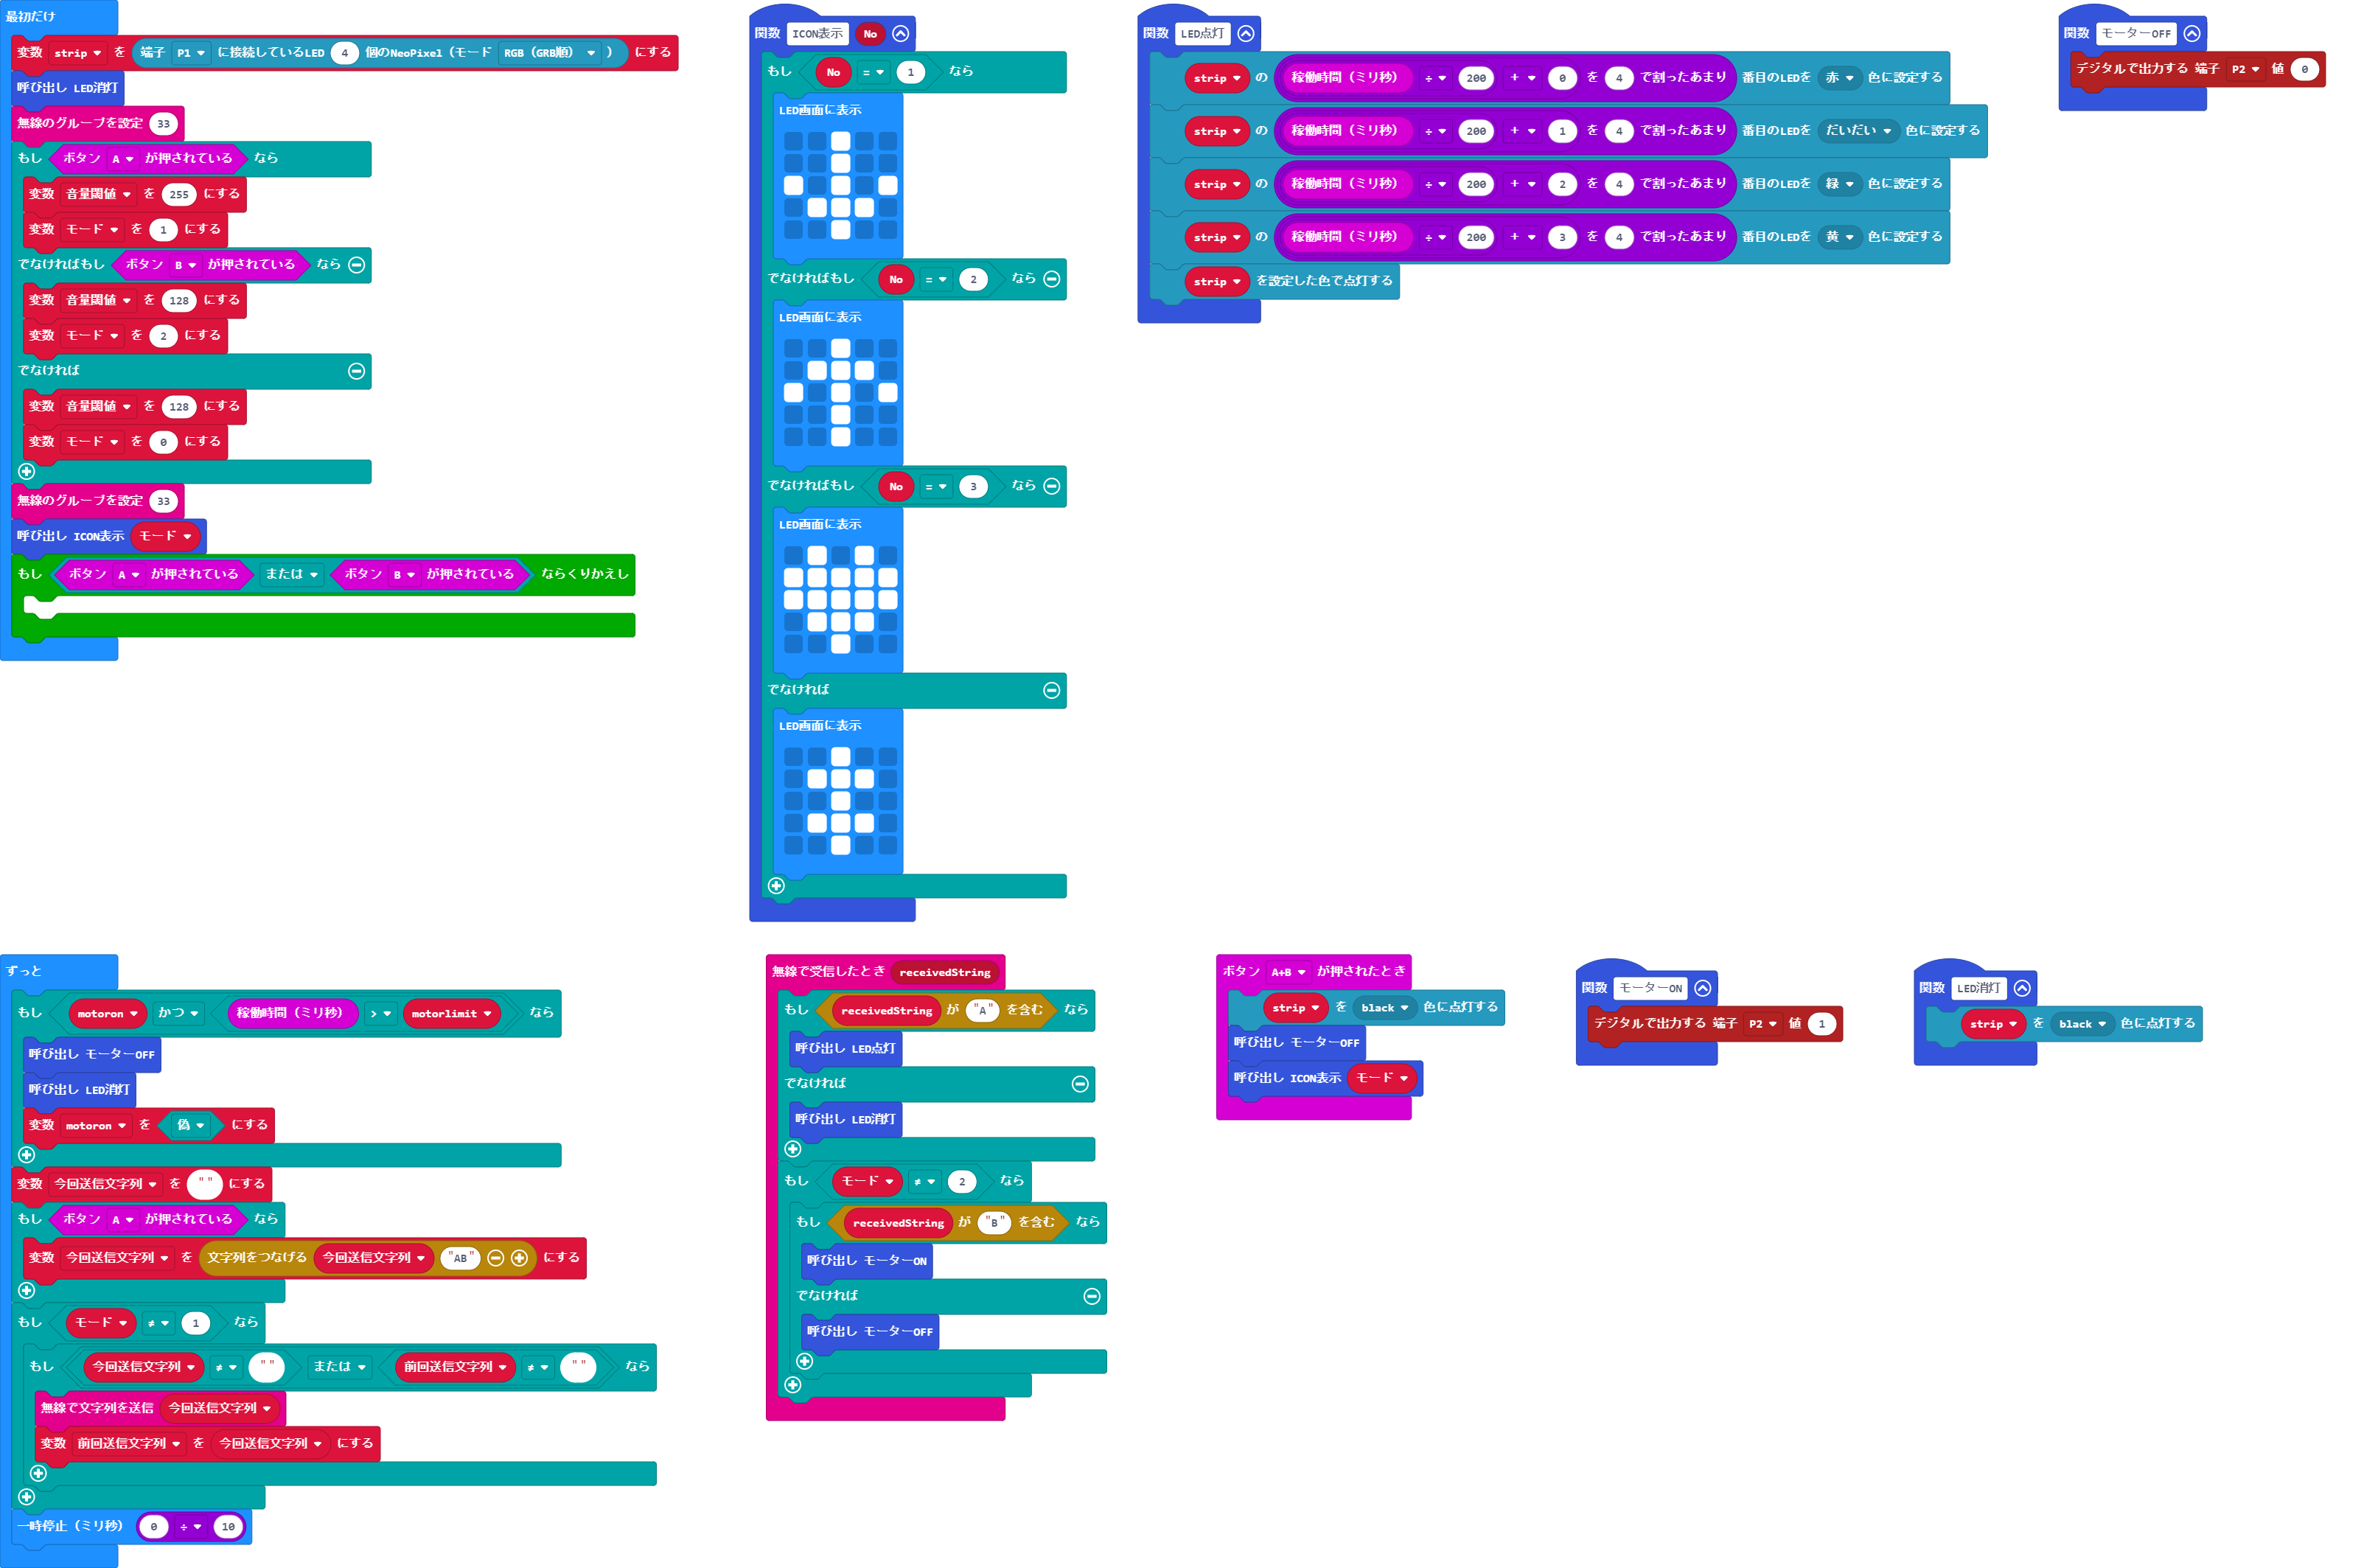 最初だけ
変数 strip を 端子 P1 に接続しているLED 4 個のNeoPixel（モード RGB（GRB順） ） にする
呼び出し LED消灯
無線のグループを設定 33
もし ボタン A が押されている なら
変数 音量閾値 を 255 にする
変数 モード を 1 にする
でなければもし ボタン B が押されている なら
変数 音量閾値 を 128 にする
変数 モード を 2 にする
でなければ
変数 音量閾値 を 128 にする
変数 モード を 0 にする
無線のグループを設定 33
呼び出し ICON表示 モード
もし ボタン A が押されている または ボタン B が押されている ならくりかえし
関数 ICON表示 No
もし No = 1 なら
LED画面に表示
でなければもし No = 2 なら
LED画面に表示
でなければもし No = 3 なら
LED画面に表示
でなければ
LED画面に表示
関数 LED点灯
strip の 稼働時間（ミリ秒） ÷ 200 + 0 を 4 で割ったあまり 番目のLEDを 赤 色に設定する
strip の 稼働時間（ミリ秒） ÷ 200 + 1 を 4 で割ったあまり 番目のLEDを だいだい 色に設定する
strip の 稼働時間（ミリ秒） ÷ 200 + 2 を 4 で割ったあまり 番目のLEDを 緑 色に設定する
strip の 稼働時間（ミリ秒） ÷ 200 + 3 を 4 で割ったあまり 番目のLEDを 黄 色に設定する
strip を設定した色で点灯する
関数 モーターOFF
デジタルで出力する 端子 P2 値 0
ずっと
もし motoron かつ 稼働時間（ミリ秒） > motorlimit なら
呼び出し モーターOFF
呼び出し LED消灯
変数 motoron を 偽 にする
変数 今回送信文字列 を " " にする
もし ボタン A が押されている なら
変数 今回送信文字列 を 文字列をつなげる 今回送信文字列 "AB" にする
もし モード ≠ 1 なら
もし 今回送信文字列 ≠ " " または 前回送信文字列 ≠ " " なら
無線で文字列を送信 今回送信文字列
変数 前回送信文字列 を 今回送信文字列 にする
一時停止（ミリ秒） 0 ÷ 10
無線で受信したとき receivedString
もし receivedString が "A" を含む なら
呼び出し LED点灯
でなければ
呼び出し LED消灯
もし モード ≠ 2 なら
もし receivedString が "B" を含む なら
呼び出し モーターON
でなければ
呼び出し モーターOFF
ボタン A+B が押されたとき
strip を black 色に点灯する
呼び出し モーターOFF
呼び出し ICON表示 モード
関数 モーターON
デジタルで出力する 端子 P2 値 1
関数 LED消灯
strip を black 色に点灯する